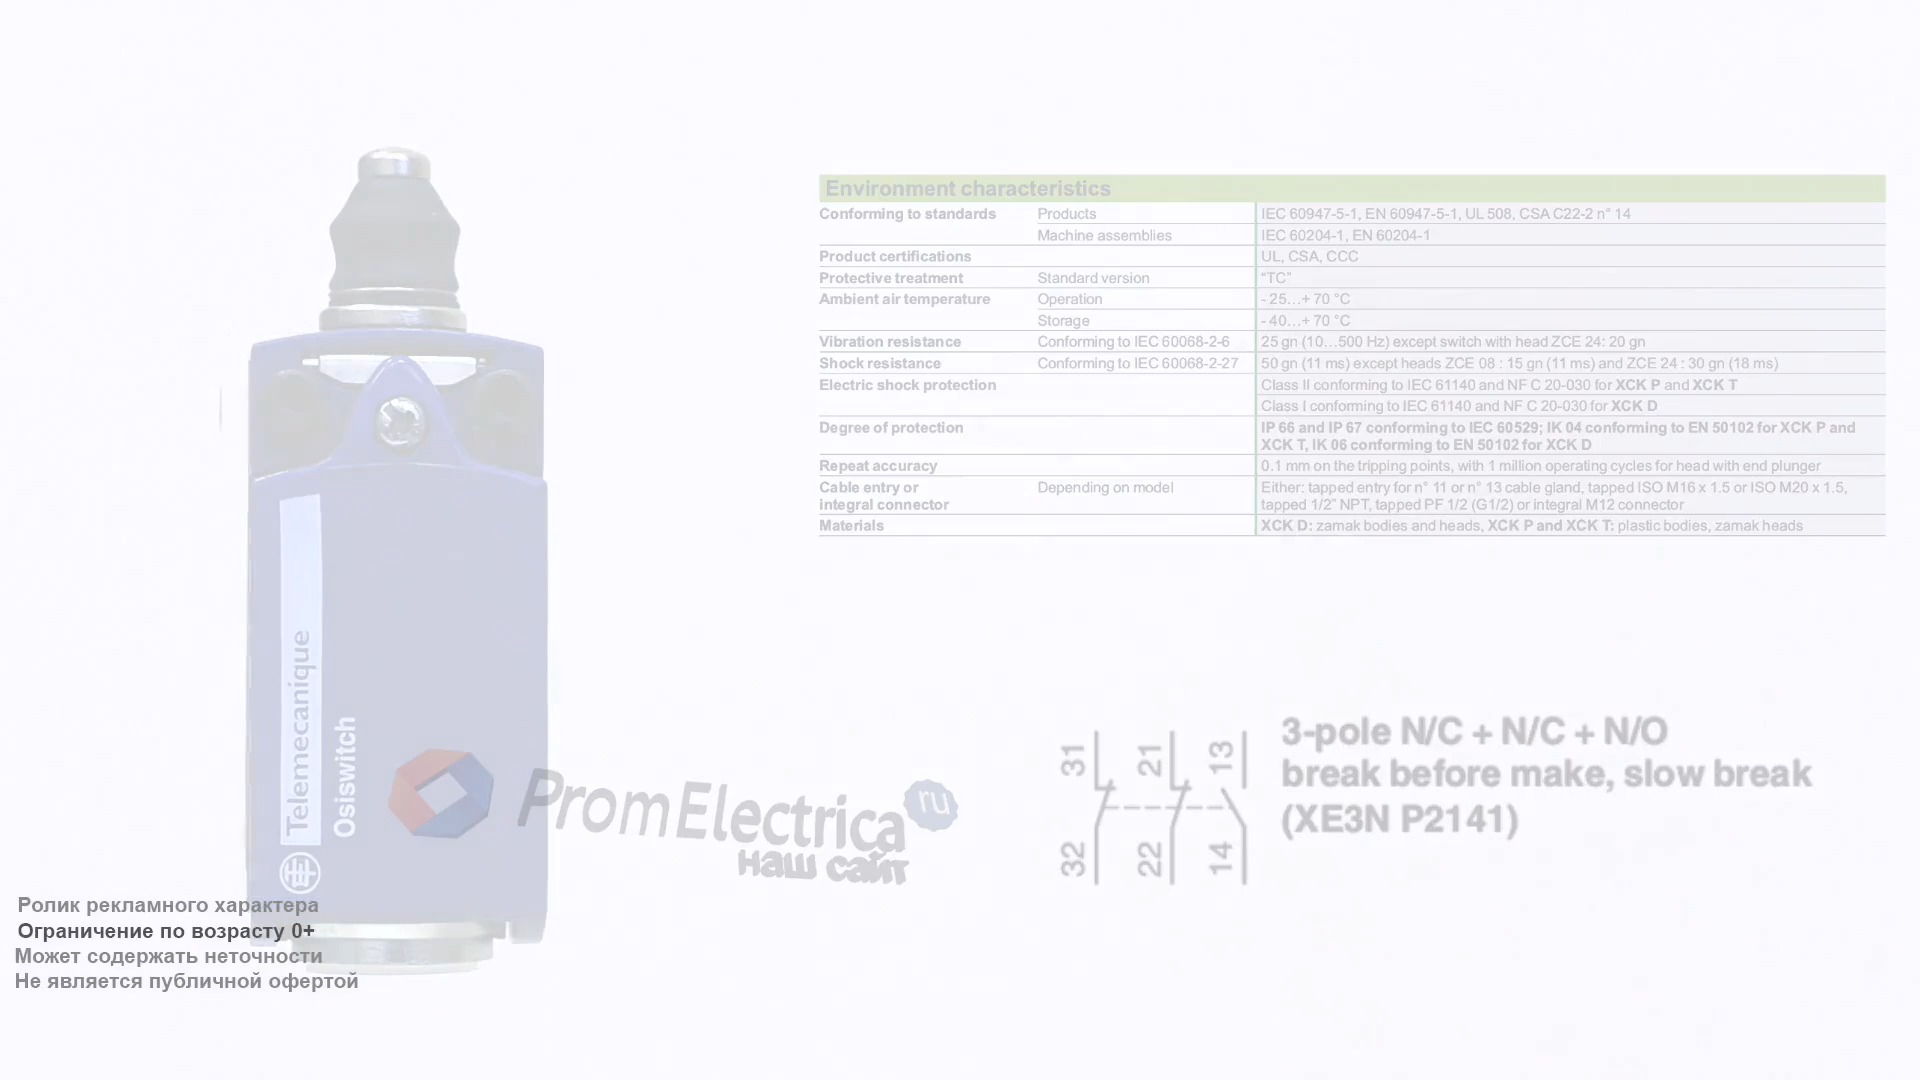 Environment characteristics
Conforming to standards Products IEC 60947-5-1, EN 60947-5-1, UL 508, CSA C22-2 n° 14
Machine assemblies IEC 60204-1, EN 60204-1
Product certifications UL, CSA, CCC
Protective treatment Standard version “TC”
Ambient air temperature Operation - 25…+ 70 °C
Storage - 40…+ 70 °C
Vibration resistance Conforming to IEC 60068-2-6 25 gn (10…500 Hz) except switch with head ZCE 24: 20 gn
Shock resistance Conforming to IEC 60068-2-27 50 gn (11 ms) except heads ZCE 08 : 15 gn (11 ms) and ZCE 24 : 30 gn (18 ms)
Electric shock protection Class II conforming to IEC 61140 and NF C 20-030 for XCK P and XCK T
Class I conforming to IEC 61140 and NF C 20-030 for XCK D
Degree of protection IP 66 and IP 67 conforming to IEC 60529; IK 04 conforming to EN 50102 for XCK P and
XCK T, IK 06 conforming to EN 50102 for XCK D
Repeat accuracy 0.1 mm on the tripping points, with 1 million operating cycles for head with end plunger
Cable entry or Depending on model Either: tapped entry for n° 11 or n° 13 cable gland, tapped ISO M16 x 1.5 or ISO M20 x 1.5,
integral connector tapped 1/2" NPT, tapped PF 1/2 (G1/2) or integral M12 connector
Materials XCK D: zamak bodies and heads, XCK P and XCK T: plastic bodies, zamak heads
Telemecanique
Osiswitch
PromElectrica ru
наш сайт
31 21 13
32 22 14
3-pole N/C + N/C + N/O
break before make, slow break
(XE3N P2141)
Ролик рекламного характера
Ограничение по возрасту 0+
Может содержать неточности
Не является публичной офертой